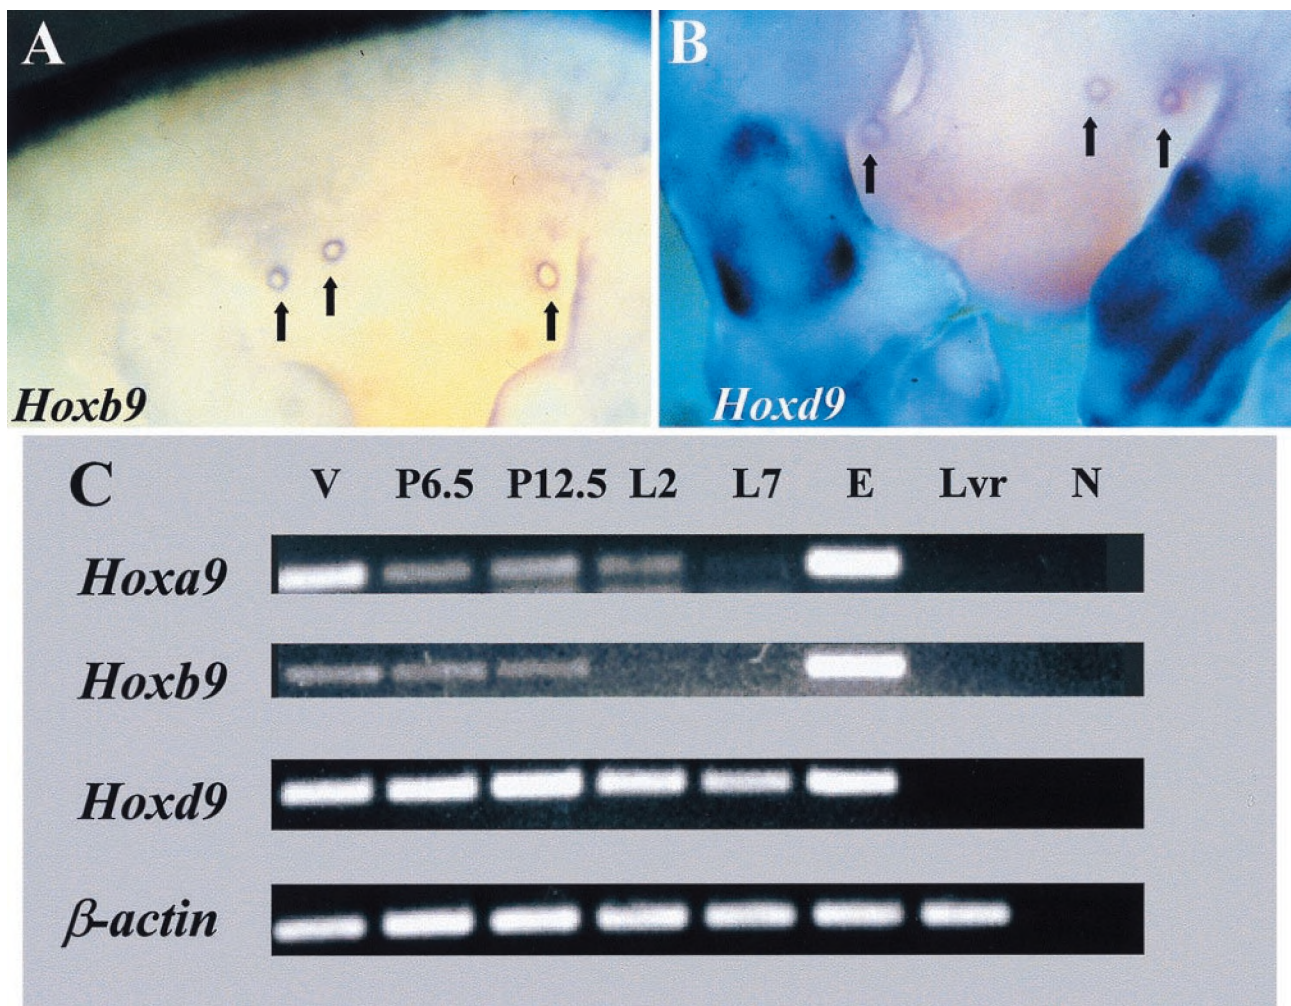 A
B
Hoxb9
Hoxd9
C V P6.5 P12.5 L2 L7 E Lvr N
Hoxa9
Hoxb9
Hoxd9
β-actin